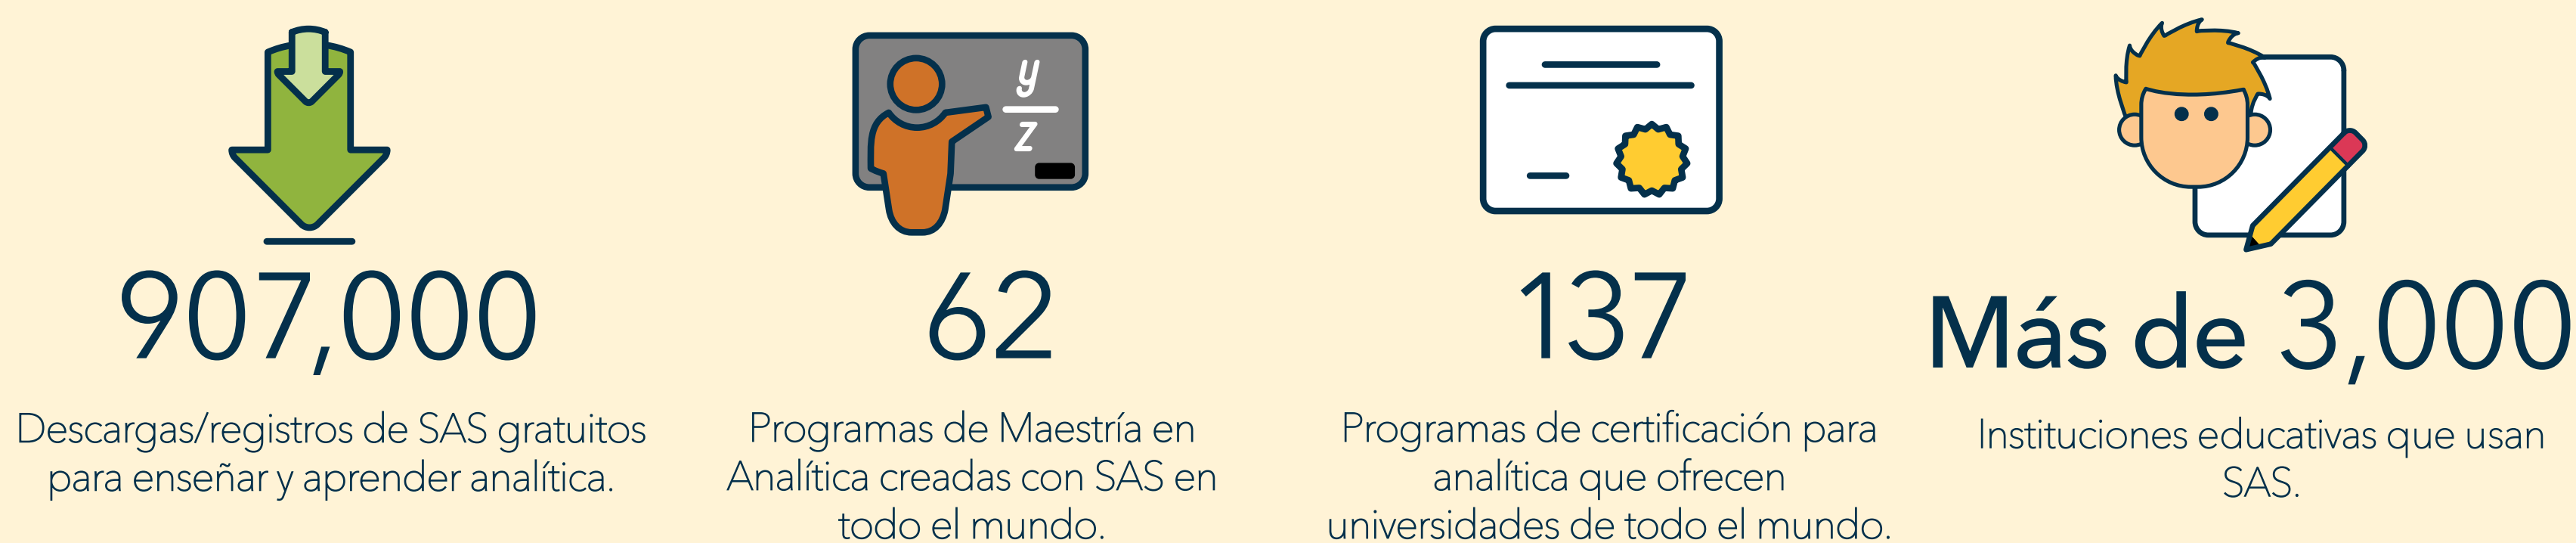 y
z
907,000
Descargas/registros de SAS gratuitos
para enseñar y aprender analítica.
62
Programas de Maestría en
Analítica creadas con SAS en
todo el mundo.
137
Programas de certificación para
analítica que ofrecen
universidades de todo el mundo.
Más de 3,000
Instituciones educativas que usan
SAS.